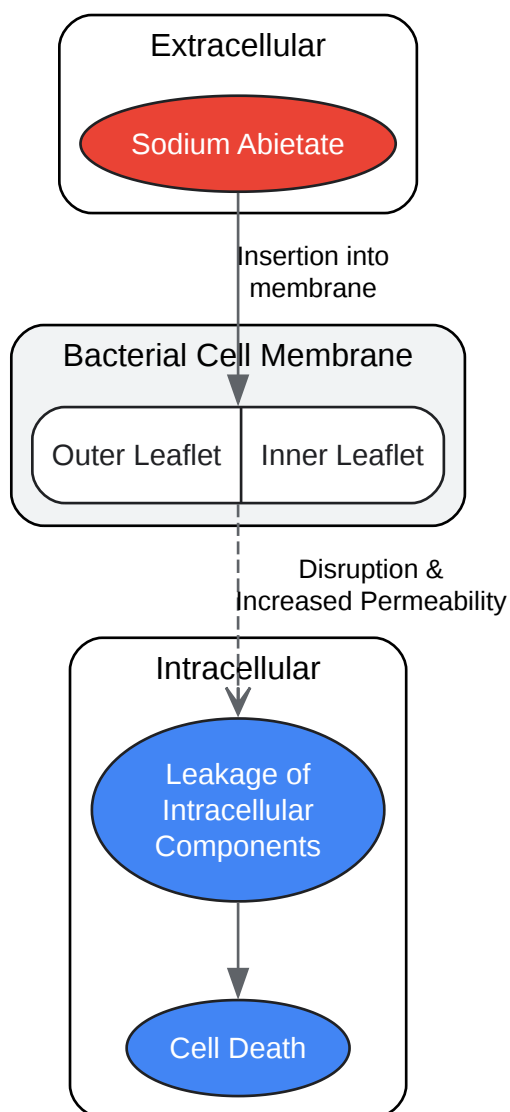 Extracellular
Sodium Abietate
Insertion into
membrane
Bacterial Cell Membrane
Outer Leaflet
Inner Leaflet
Disruption &
Increased Permeability
Intracellular
Leakage of
Intracellular
Components
Cell Death